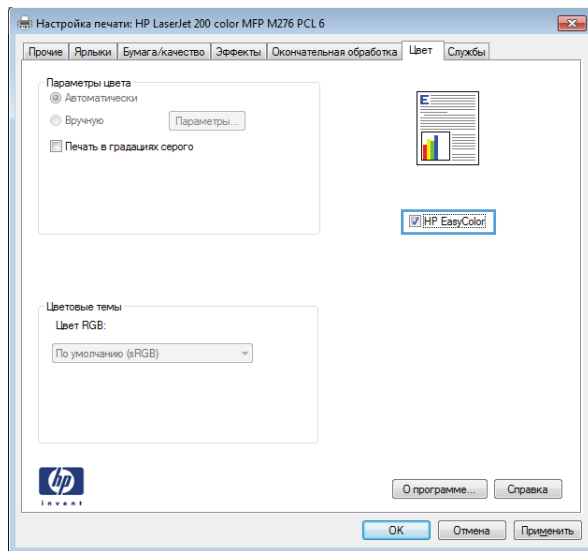 Настройка печати: HP LaserJet 200 color MFP M276 PCL 6
Прочие Ярлыки Бумага/качество Эффекты Окончательная обработка Цвет Службы
Параметры цвета
Автоматически
Вручную Параметры...
Печать в градациях серого
E
HP EasyColor
Цветовые темы
Цвет RGB:
По умолчанию (sRGB)
hp
invent
О программе... Справка
OK Отмена Применить